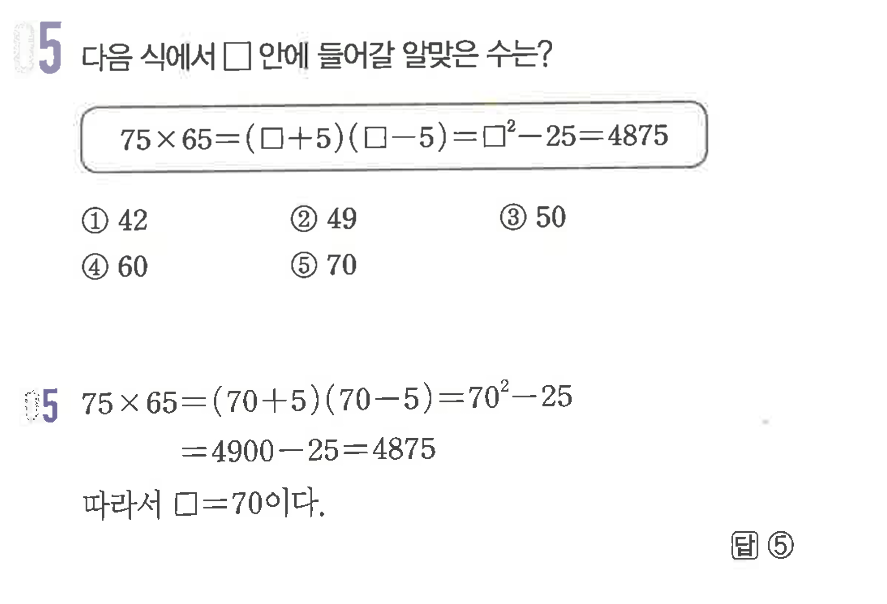 05 다음 식에서 □ 안에 들어갈 알맞은 수는?
75×65=(□+5)(□-5)=□²-25=4875
① 42 ② 49 ③ 50
④ 60 ⑤ 70
05 75×65=(70+5)(70-5)=70²-25
=4900-25=4875
따라서 □=70이다.
답 ⑤